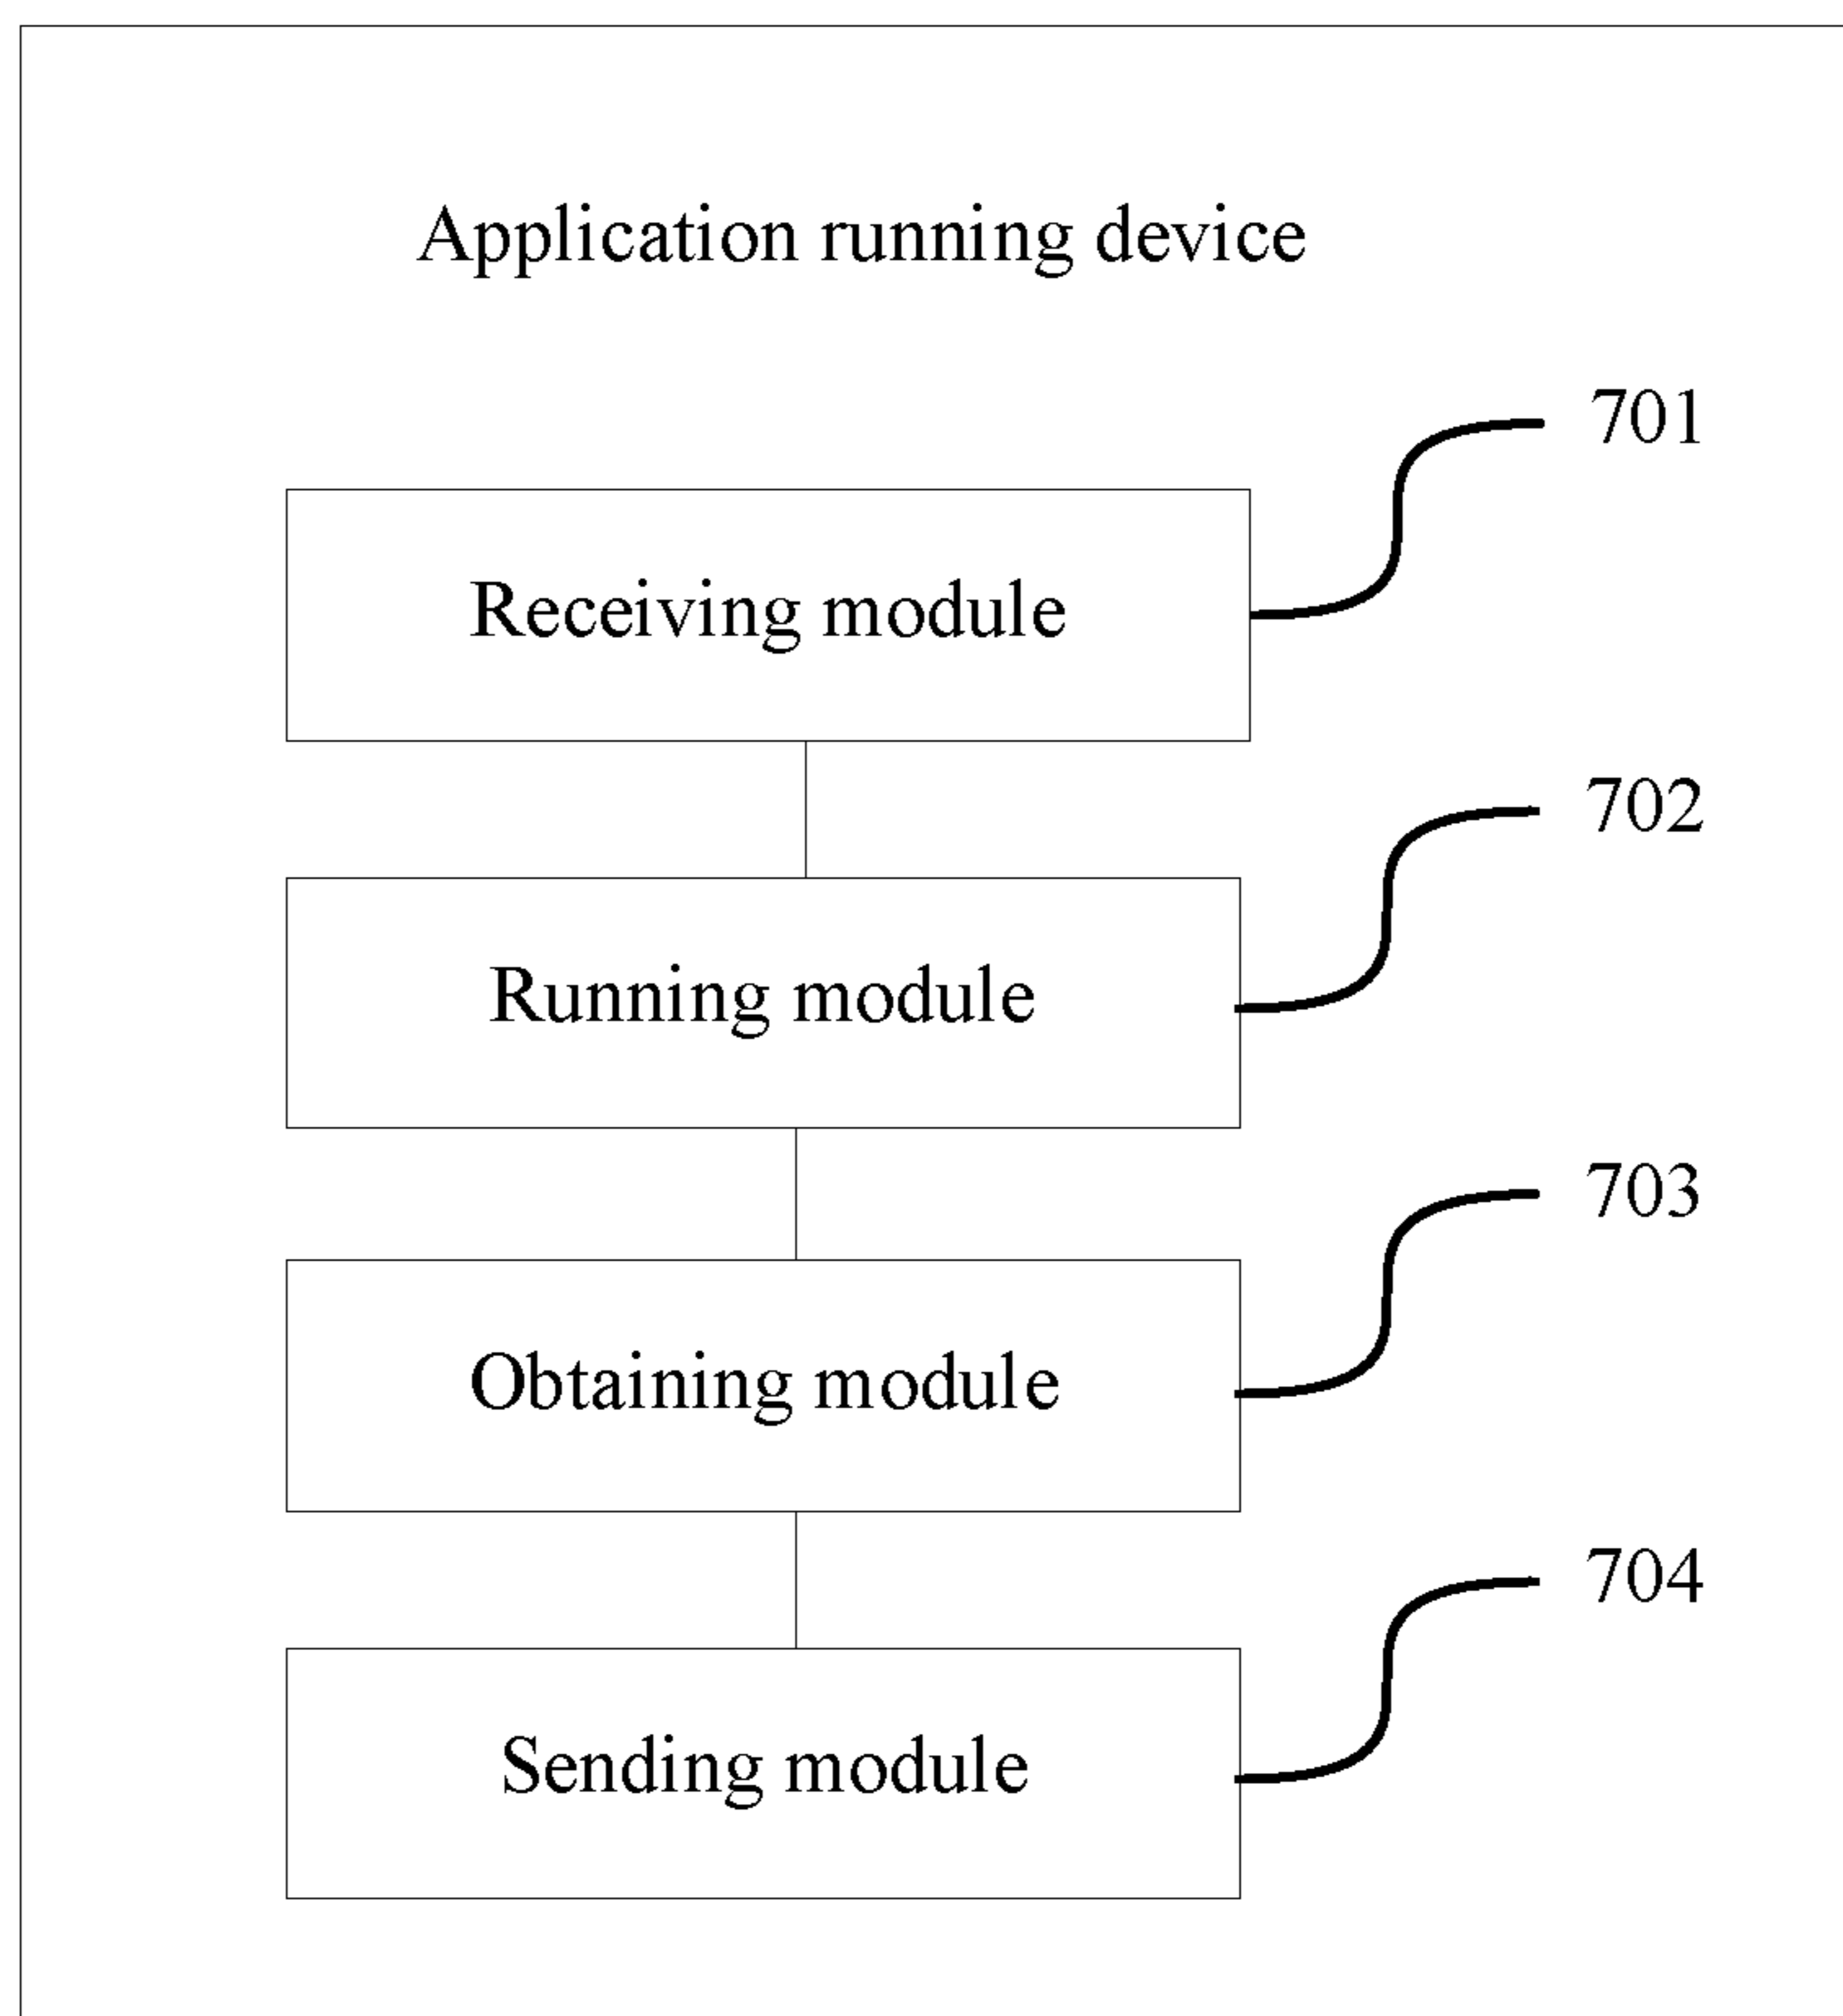 Application running device
701
Receiving module
702
Running module
703
Obtaining module
704
Sending module